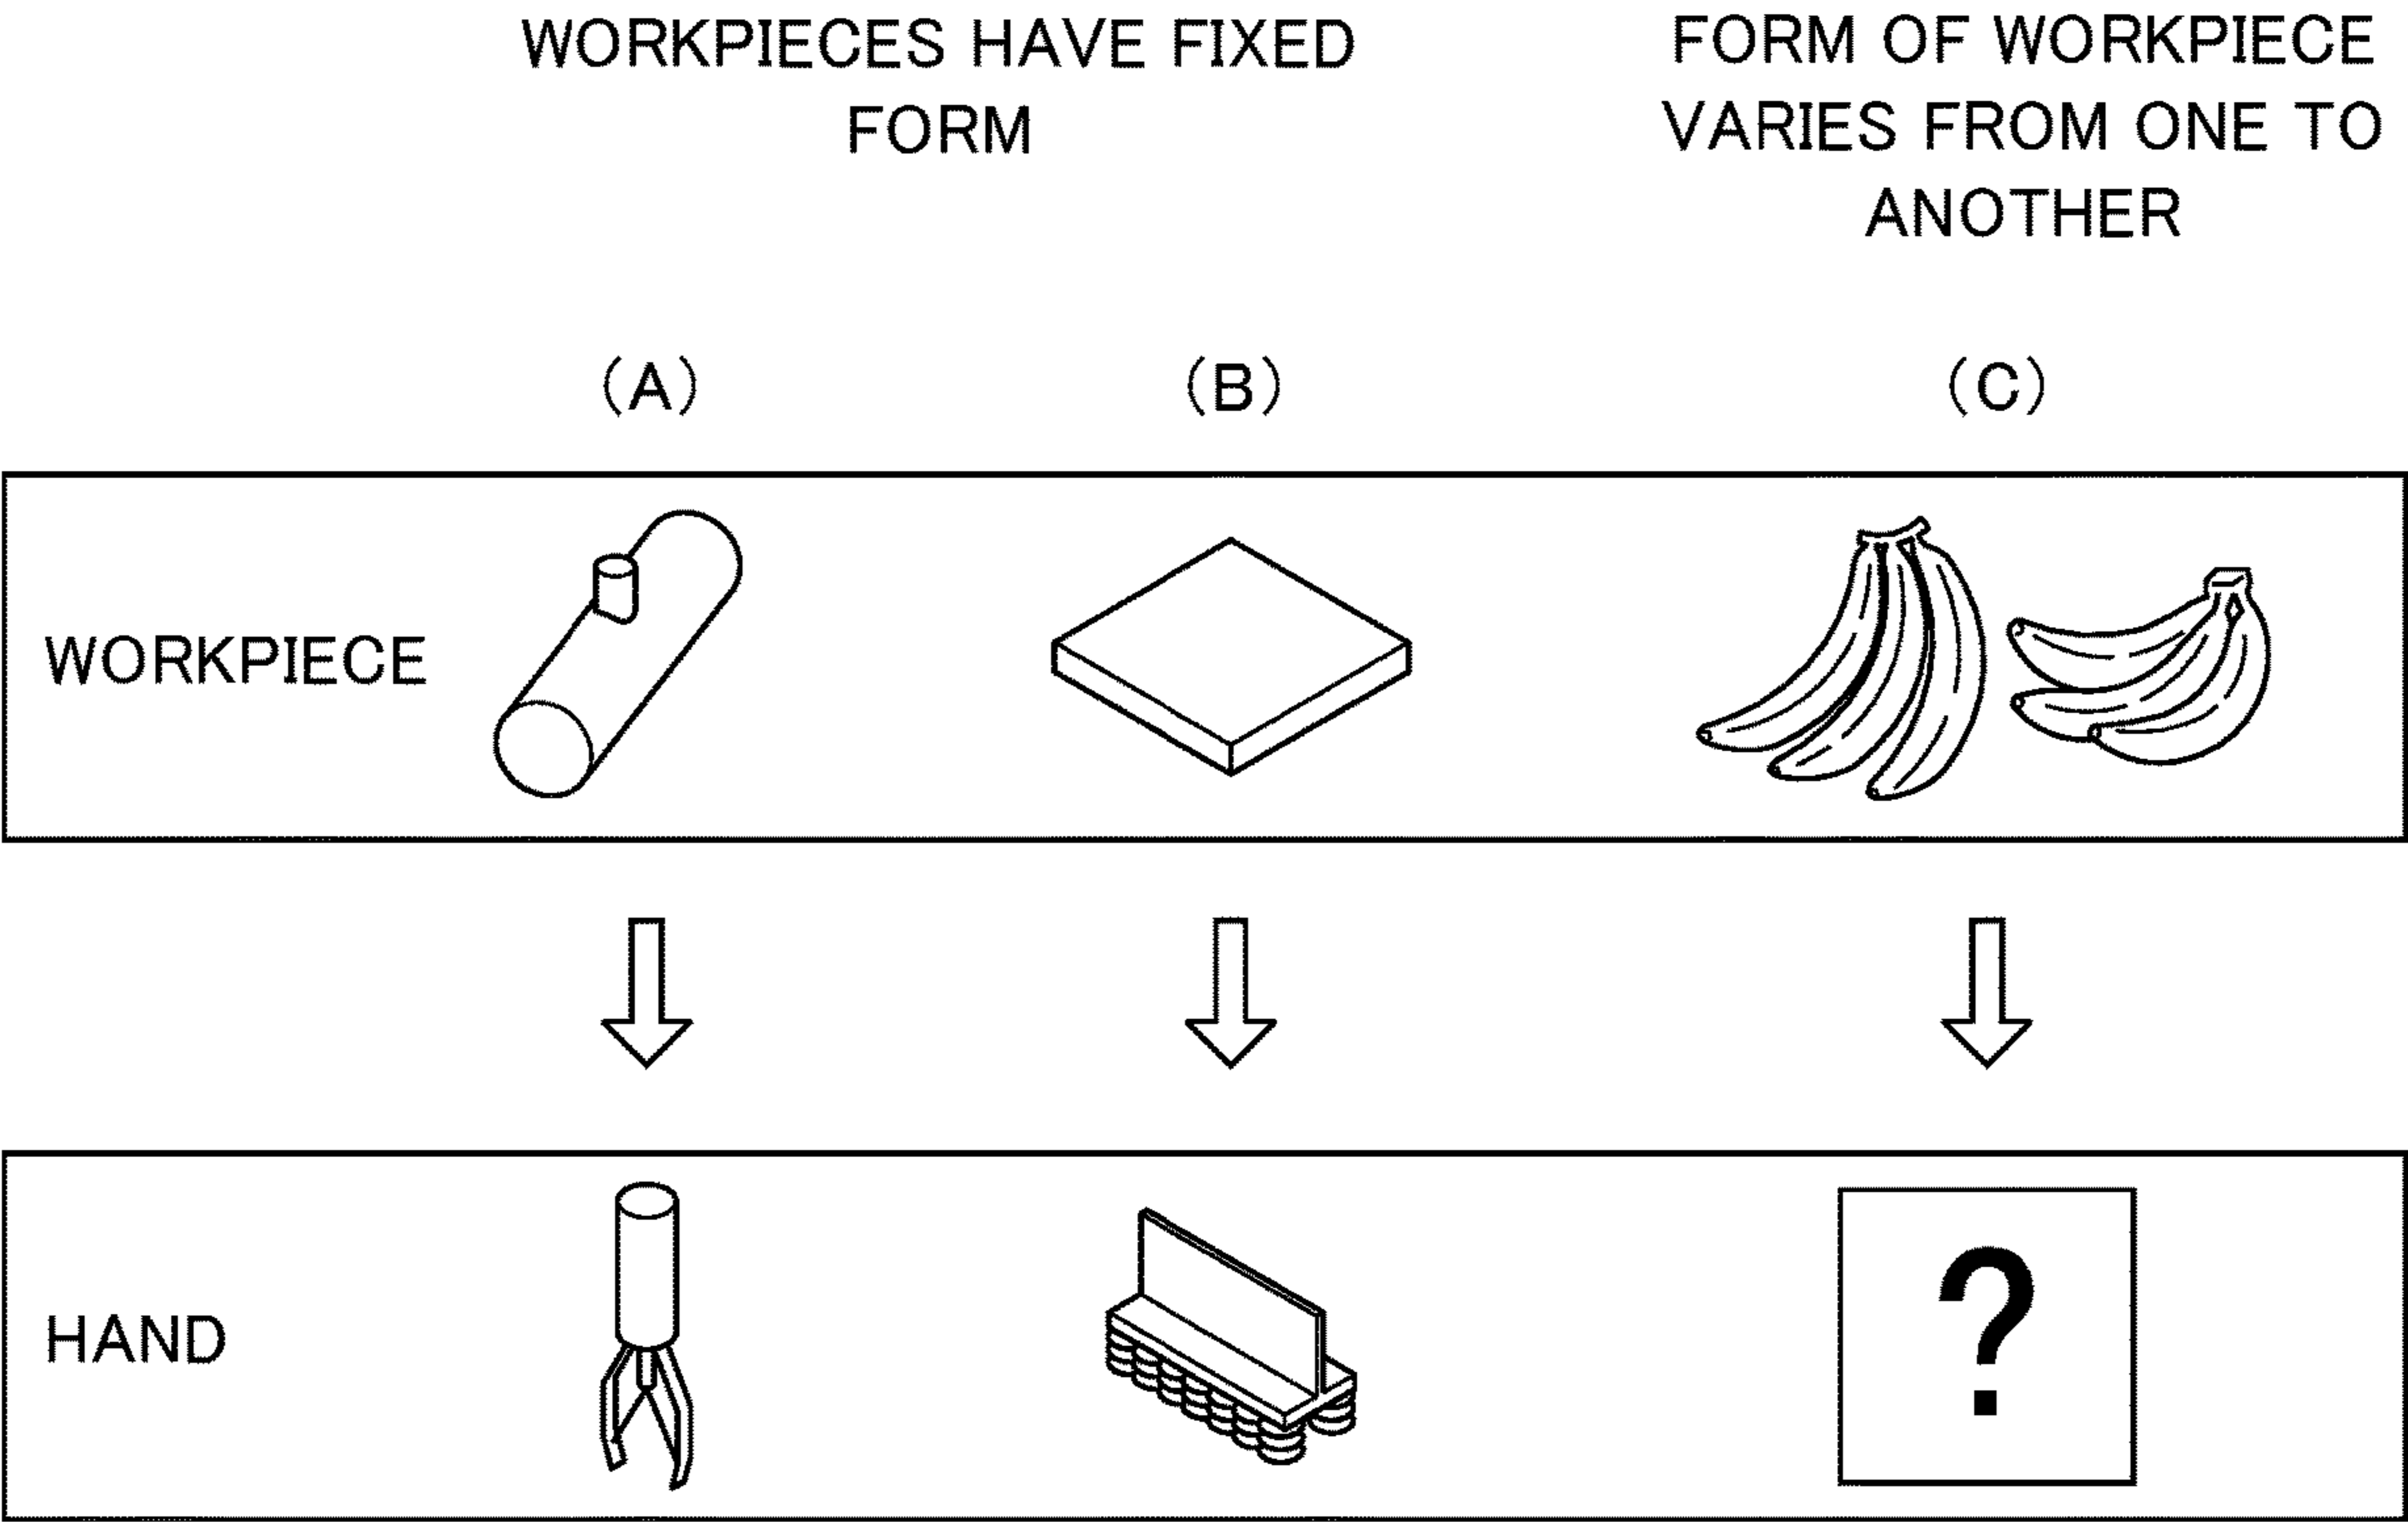 WORKPIECES HAVE FIXED
FORM
FORM OF WORKPIECE
VARIES FROM ONE TO
ANOTHER
(A)
(B)
(C)
WORKPIECE
HAND
?